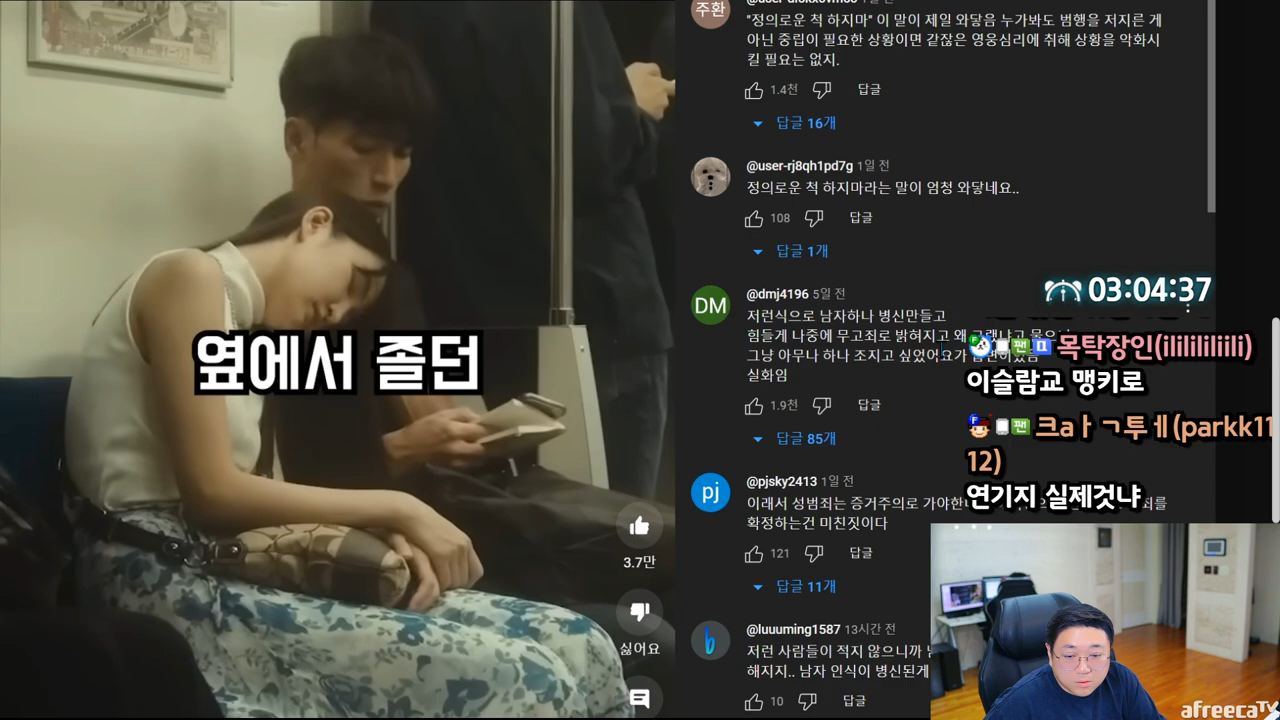 주환
"정의로운 척 하지마" 이 말이 제일 와닿음 누가봐도 범행을 저지른 게
아닌 중립이 필요한 상황이면 같잖은 영웅심리에 취해 상황을 악화시
킬 필요는 없지.
1.4천 답글
답글 16개
@user-rj8qh1pd7g 1일 전
정의로운 척 하지마라는 말이 엄청 와닿네요..
108 답글
답글 1개
DM
@dmj4196 5일 전
저런식으로 남자하나 병신만들고
힘들게 나중에 무고죄로 밝혀지고 왜
그냥 아무나 하나 조지고 싶었어요가
실화임
1.9천 답글
답글 85개
pj
@pjsky2413 1일 전
이래서 성범죄는 증거주의로 가야한
확정하는건 미친짓이다
121 답글
답글 11개
@luuuming1587 13시간 전
저런 사람들이 적지 않으니까
해지지.. 남자 인식이 병신된게
10 답글
옆에서 졸던
3.7만
싫어요
03:04:37
팬 목탁장인(ililililiili)
이슬람교 맹키로
팬 크aㅏㄱ투ㅔ(parkk11
12)
연기지 실제것냐
afreecaTV